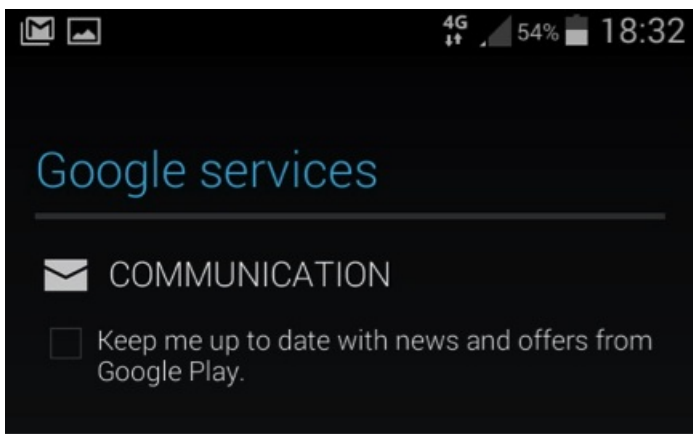 4G 54% 18:32
Google services
COMMUNICATION
Keep me up to date with news and offers from
Google Play.